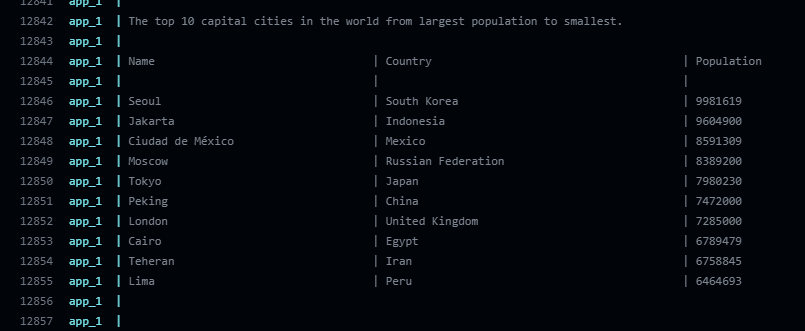 12841 app_1 |
12842 app_1 | The top 10 capital cities in the world from largest population to smallest.
12843 app_1 |
12844 app_1 | Name | Country | Population
12845 app_1 | | |
12846 app_1 | Seoul | South Korea | 9981619
12847 app_1 | Jakarta | Indonesia | 9604900
12848 app_1 | Ciudad de México | Mexico | 8591309
12849 app_1 | Moscow | Russian Federation | 8389200
12850 app_1 | Tokyo | Japan | 7980230
12851 app_1 | Peking | China | 7472000
12852 app_1 | London | United Kingdom | 7285000
12853 app_1 | Cairo | Egypt | 6789479
12854 app_1 | Teheran | Iran | 6758845
12855 app_1 | Lima | Peru | 6464693
12856 app_1 |
12857 app_1 |